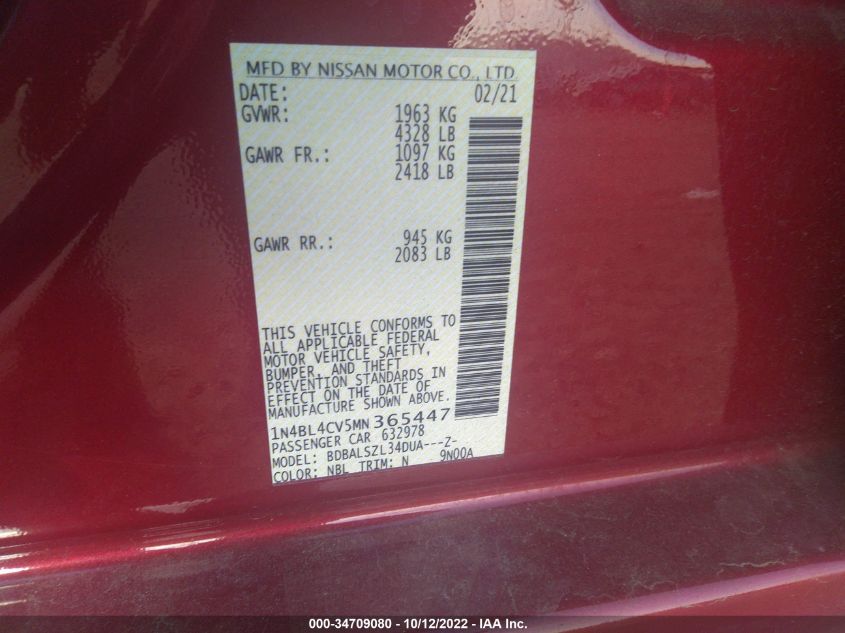 MFD BY NISSAN MOTOR CO., LTD.
DATE: 02/21
GVWR: 1963 KG
4328 LB
GAWR FR.: 1097 KG
2418 LB
GAWR RR.: 945 KG
2083 LB
THIS VEHICLE CONFORMS TO
ALL APPLICABLE FEDERAL
MOTOR VEHICLE SAFETY,
BUMPER, AND THEFT
PREVENTION STANDARDS IN
EFFECT ON THE DATE OF
MANUFACTURE SHOWN ABOVE.
1N4BL4CV5MN365447
PASSENGER CAR 632978
MODEL: BDBALSZL34DUA---Z-
COLOR: NBL TRIM: N 9N00A
000-34709080 - 10/12/2022 - IAA Inc.